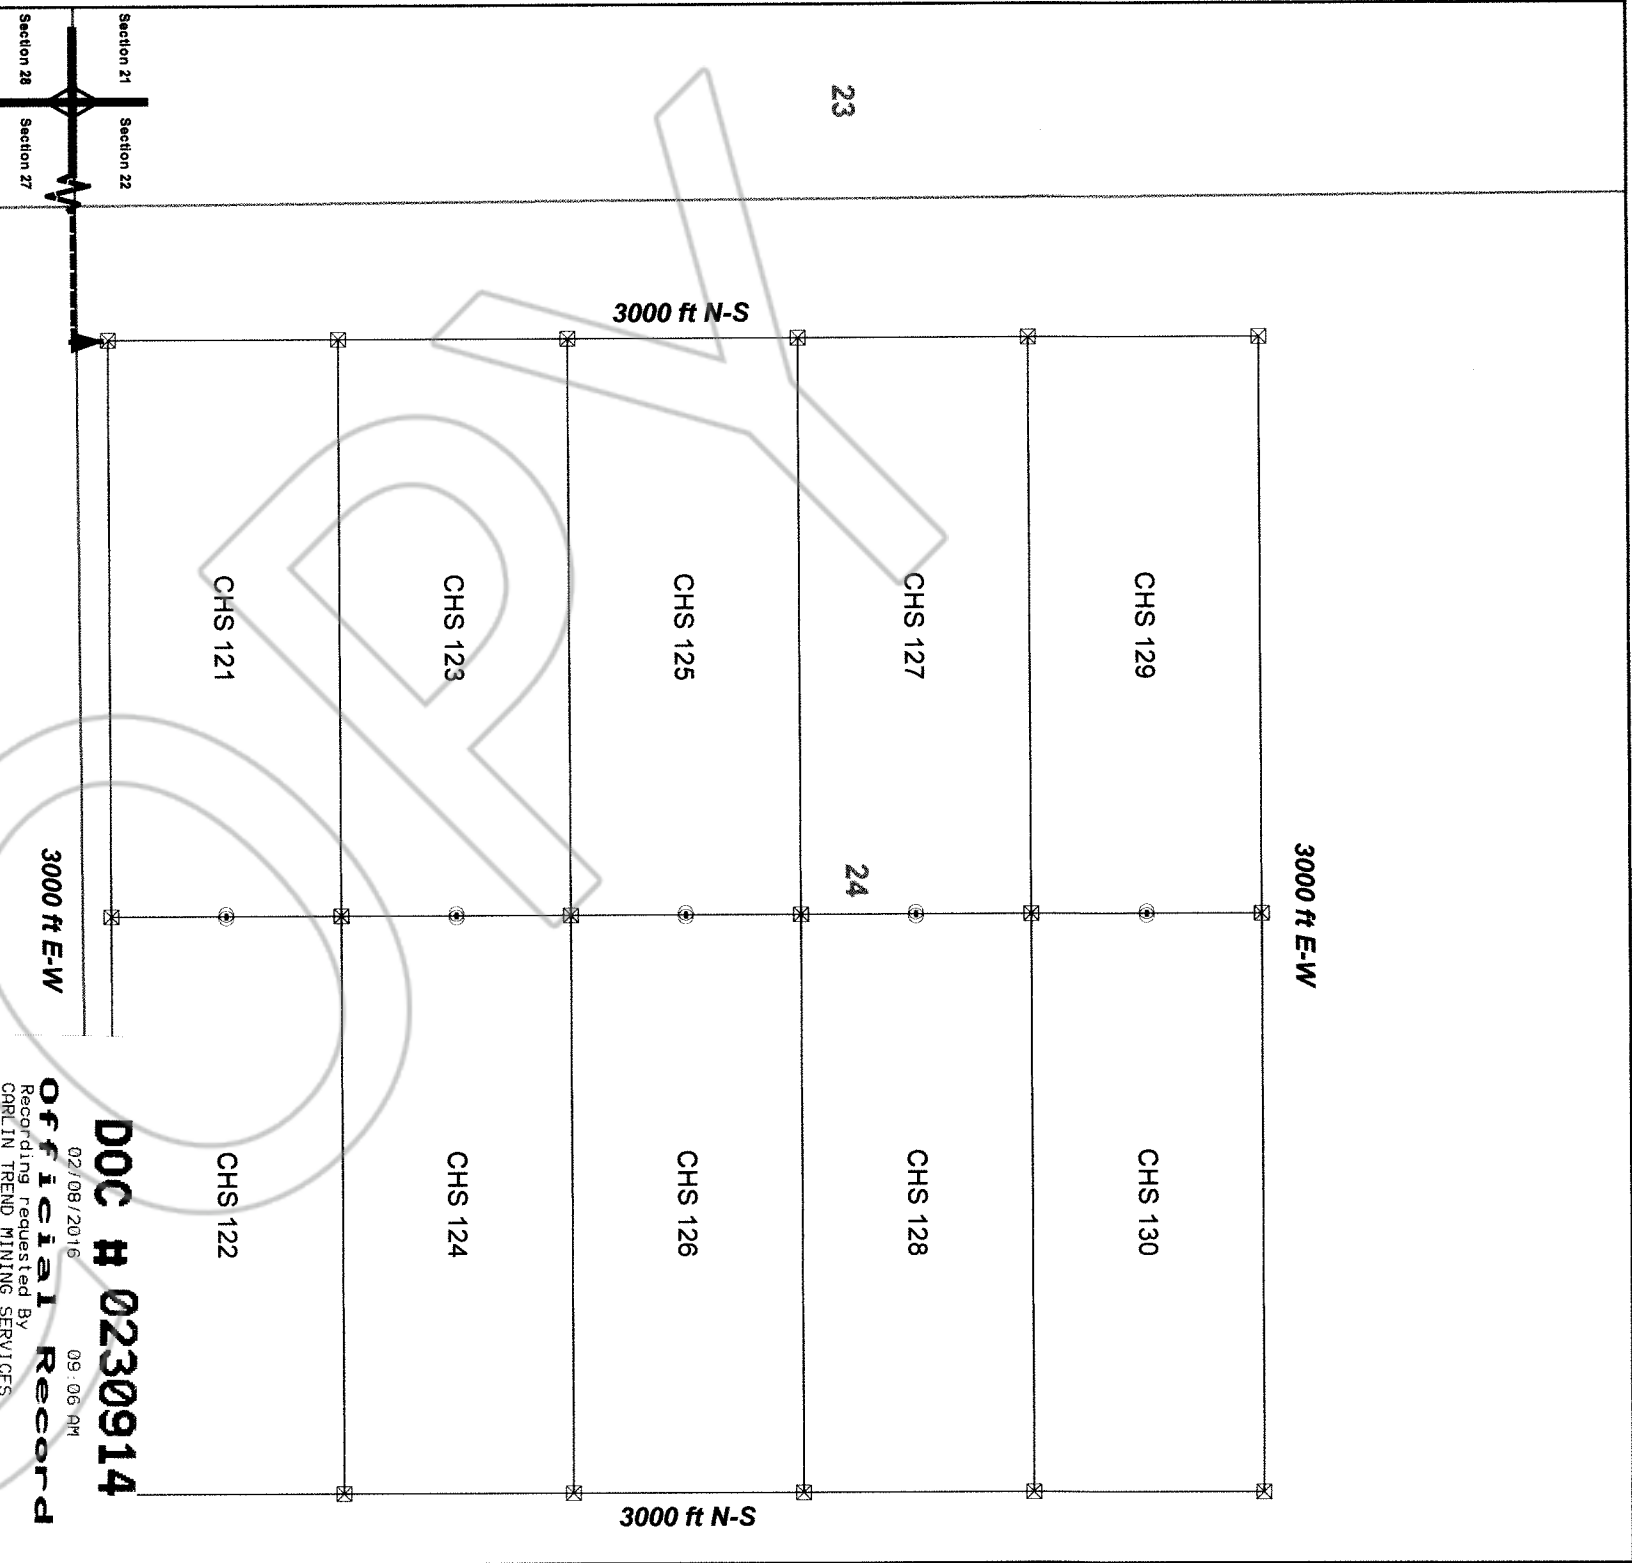 3000 ft E-W
CHS 129
CHS 130
CHS 127
CHS 128
23
24
3000 ft N-S
3000 ft N-S
CHS 125
CHS 126
CHS 123
CHS 124
CHS 121
CHS 122
Section 21
Section 22
Section 28
Section 27
3000 ft E-W
DOC # 0230914
02/08/2016 09:06 AM
Official Record
Recording requested By
CARLIN TREND MINING SERVICES
COPY